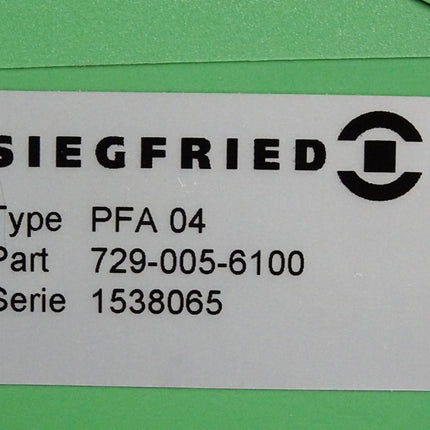 SIEGFRIED
Type PFA 04
Part 729-005-6100
Serie 1538065